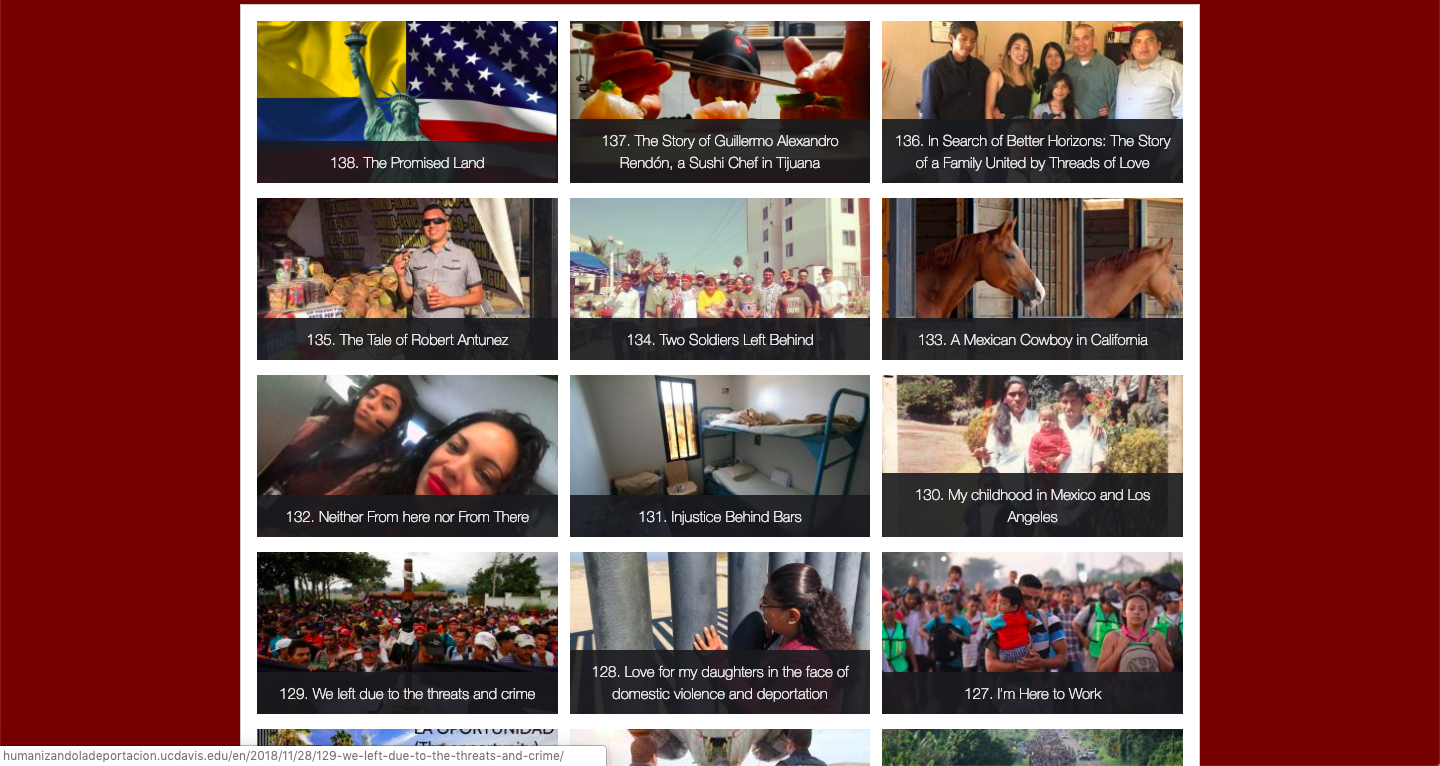 138. The Promised Land
137. The Story of Guillermo Alexandro
Rendón, a Sushi Chef in Tijuana
136. In Search of Better Horizons: The Story
of a Family United by Threads of Love
135. The Tale of Robert Antunez
134. Two Soldiers Left Behind
133. A Mexican Cowboy in California
132. Neither From here nor From There
131. Injustice Behind Bars
130. My childhood in Mexico and Los
Angeles
129. We left due to the threats and crime
128. Love for my daughters in the face of
domestic violence and deportation
127. I'm Here to Work
LA OPORTUNIDAD
(The opportunity)
humanizandoladeportacion.ucdavis.edu/en/2018/11/28/129-we-left-due-to-the-threats-and-crime/